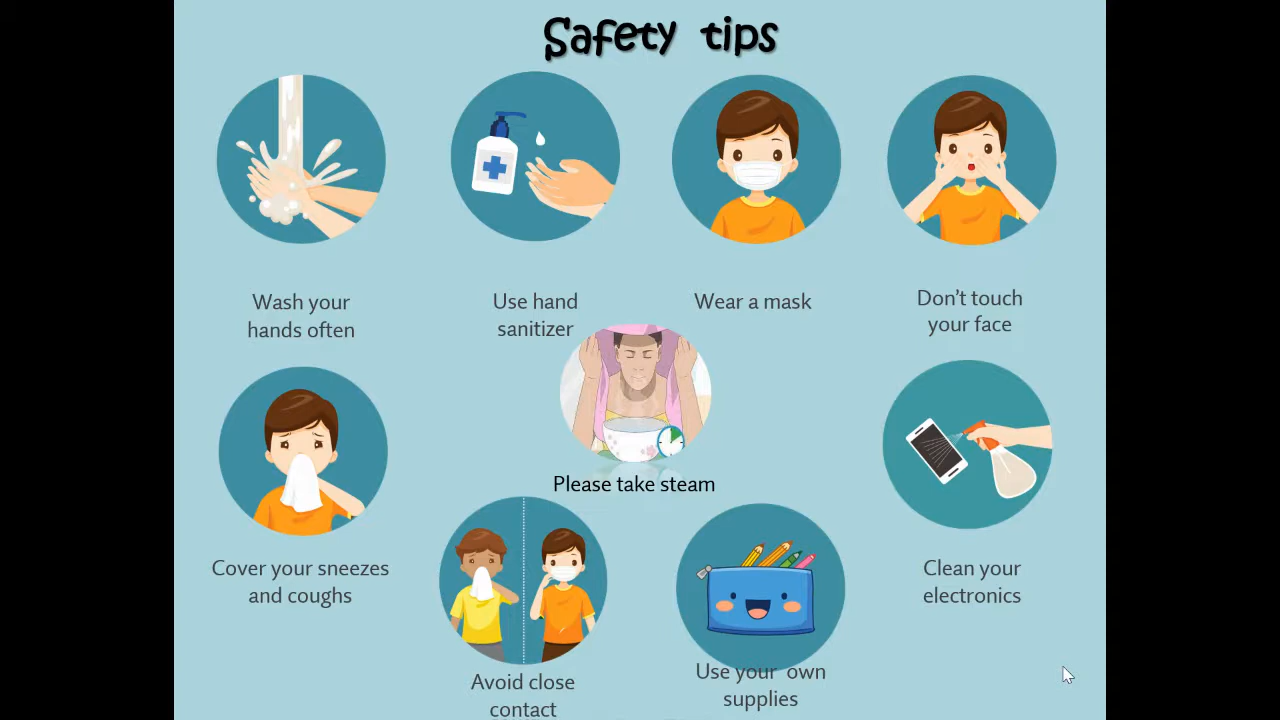 Safety tips
Wash your
hands often
Use hand
sanitizer
Wear a mask
Don’t touch
your face
Please take steam
Cover your sneezes
and coughs
Avoid close
contact
Use your own
supplies
Clean your
electronics